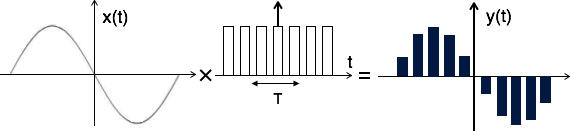 x(t)
×
t
T
=
y(t)